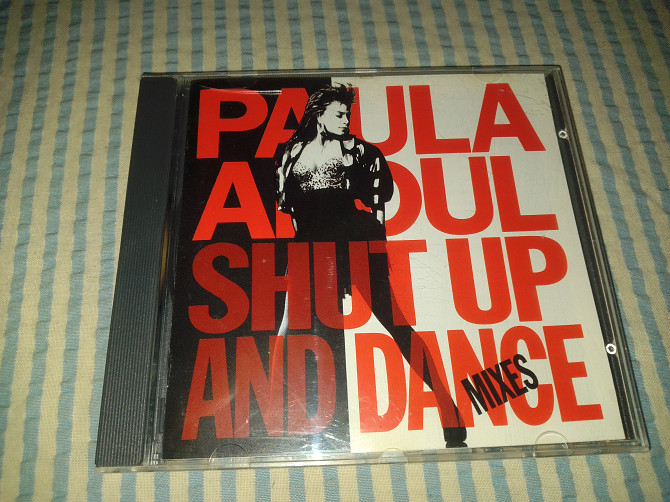 PAULA
ABDUL
SHUT UP
AND DANCE
MIXES